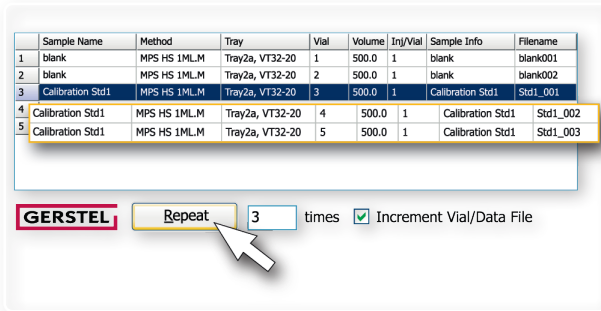 Sample Name Method Tray Vial Volume Inj/Vial Sample Info Filename
1 blank MPS HS 1ML.M Tray2a, VT32-20 1 500.0 1 blank blank001
2 blank MPS HS 1ML.M Tray2a, VT32-20 2 500.0 1 blank blank002
3 Calibration Std1 MPS HS 1ML.M Tray2a, VT32-20 3 500.0 1 Calibration Std1 Std1_001
4 Calibration Std1 MPS HS 1ML.M Tray2a, VT32-20 4 500.0 1 Calibration Std1 Std1_002
5 Calibration Std1 MPS HS 1ML.M Tray2a, VT32-20 5 500.0 1 Calibration Std1 Std1_003
GERSTEL Repeat 3 times Increment Vial/Data File